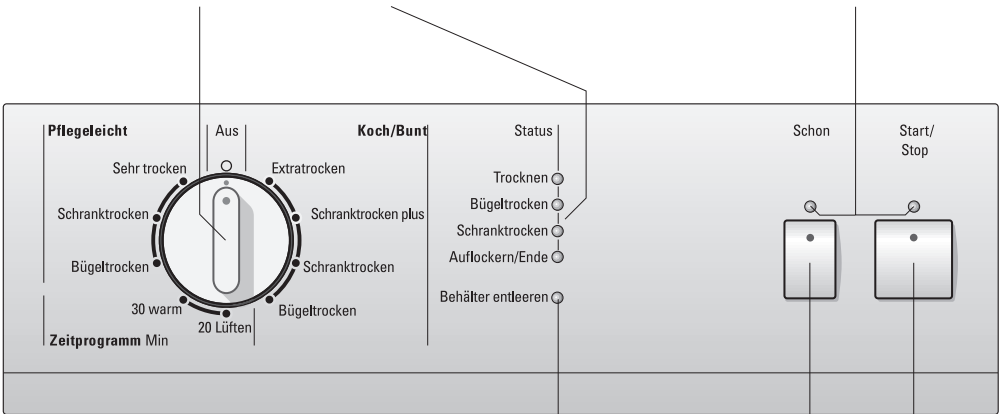 Pflegeleicht
Aus
Koch/Bunt
Sehr trocken
Extratrocken
Schranktrocken
Schranktrocken plus
Bügeltrocken
Schranktrocken
30 warm
Bügeltrocken
20 Lüften
Zeitprogramm Min
Status
Trocknen
Bügeltrocken
Schranktrocken
Auflockern/Ende
Behälter entleeren
Schon
Start/
Stop